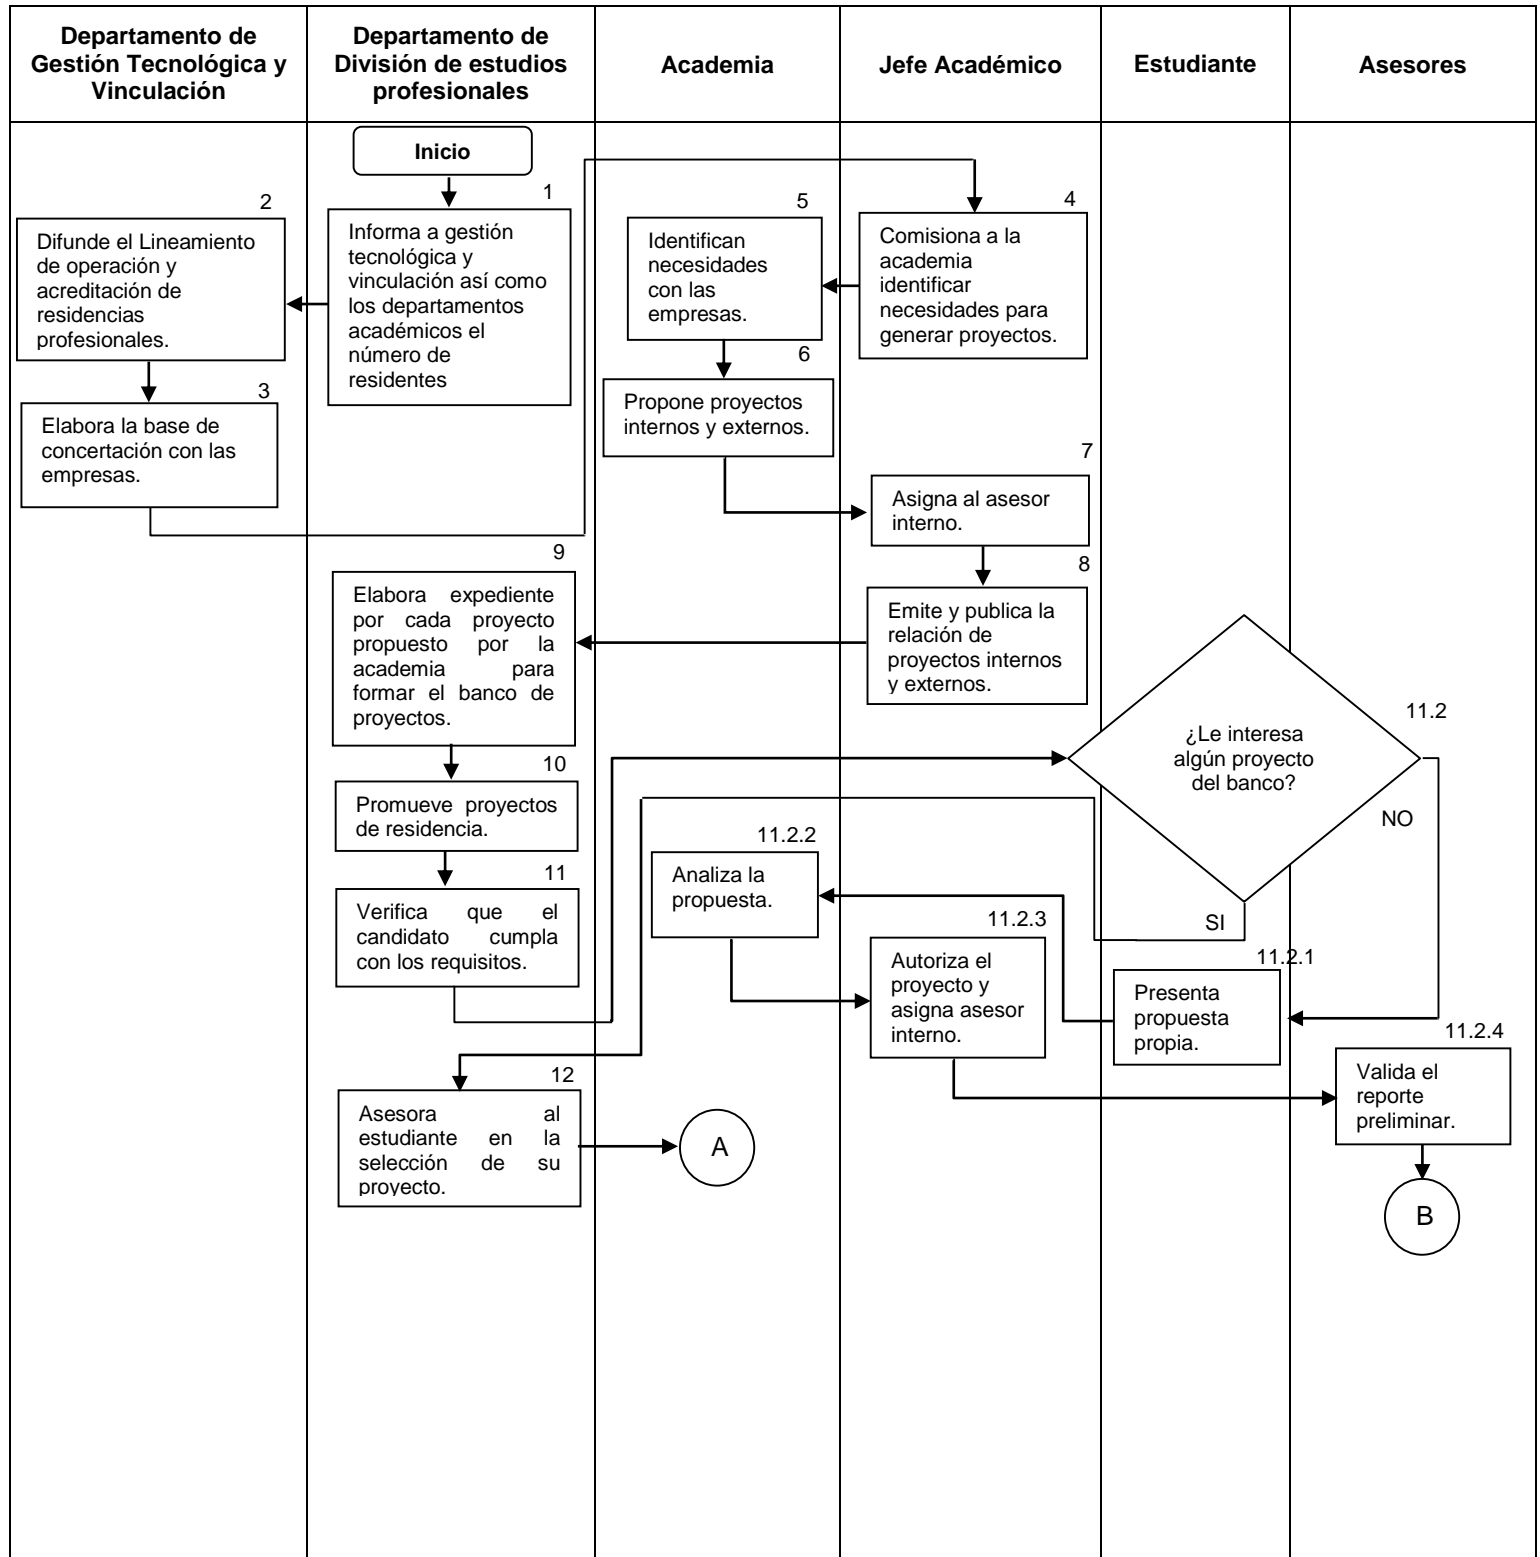 Departamento de
Gestión Tecnológica y
Vinculación
Departamento de
División de estudios
profesionales
Academia
Jefe Académico
Estudiante
Asesores
Inicio
1
Informa a gestión
tecnológica y
vinculación así como
los departamentos
académicos el
número de
residentes
2
Difunde el Lineamiento
de operación y
acreditación de
residencias
profesionales.
3
Elabora la base de
concertación con las
empresas.
4
Comisiona a la
academia
identificar
necesidades para
generar proyectos.
5
Identifican
necesidades
con las
empresas.
6
Propone proyectos
internos y externos.
7
Asigna al asesor
interno.
8
Emite y publica la
relación de
proyectos internos
y externos.
9
Elabora expediente
por cada proyecto
propuesto por la
academia para
formar el banco de
proyectos.
10
Promueve proyectos
de residencia.
11
Verifica que el
candidato cumpla
con los requisitos.
11.2
¿Le interesa
algún proyecto
del banco?
NO
SI
11.2.1
Presenta
propuesta
propia.
11.2.2
Analiza la
propuesta.
11.2.3
Autoriza el
proyecto y
asigna asesor
interno.
11.2.4
Valida el
reporte
preliminar.
B
12
Asesora al
estudiante en la
selección de su
proyecto.
A